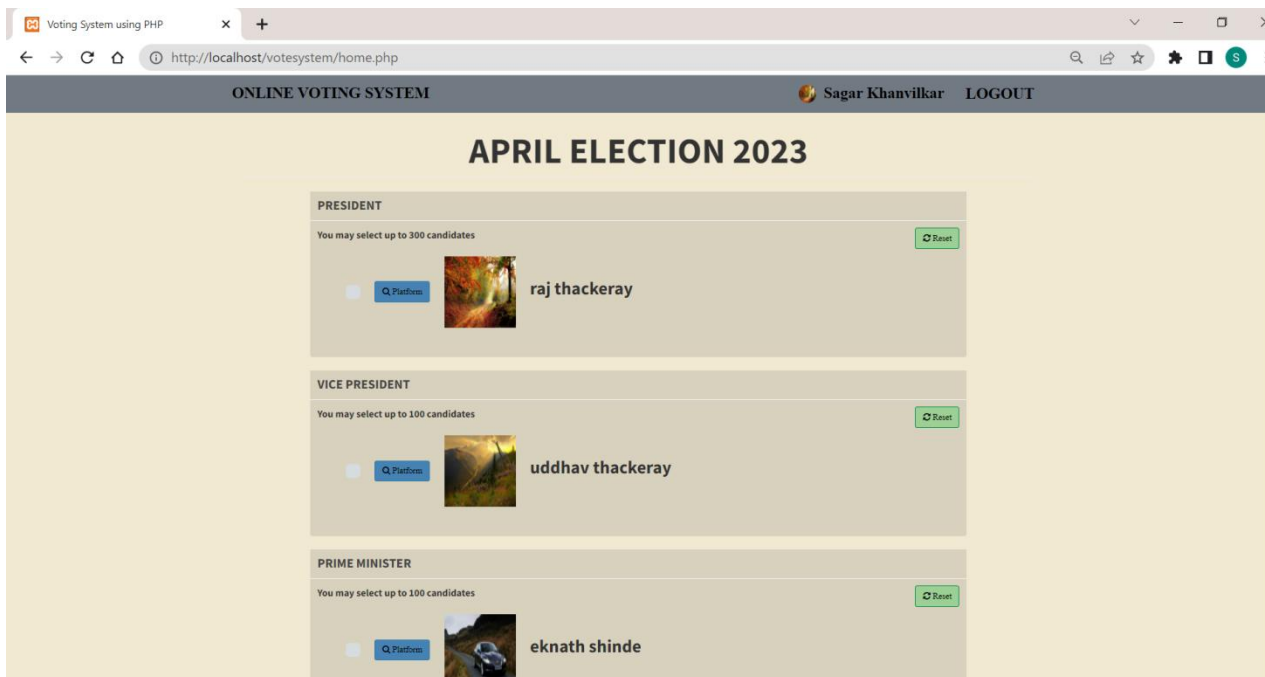 Voting System using PHP
http://localhost/votesystem/home.php
S
ONLINE VOTING SYSTEM Sagar Khanvilkar LOGOUT
APRIL ELECTION 2023
PRESIDENT
You may select up to 300 candidates Reset
Platform raj thackeray
VICE PRESIDENT
You may select up to 100 candidates Reset
Platform uddhav thackeray
PRIME MINISTER
You may select up to 100 candidates Reset
Platform eknath shinde